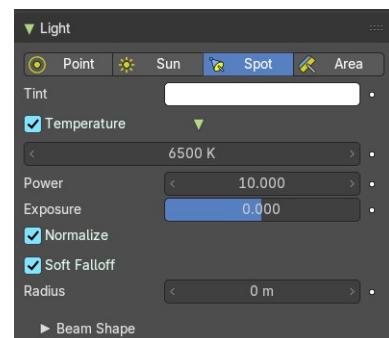 Light
Point Sun Spot Area
Tint
Temperature
6500 K
Power 10.000
Exposure 0.000
Normalize
Soft Falloff
Radius 0 m
Beam Shape